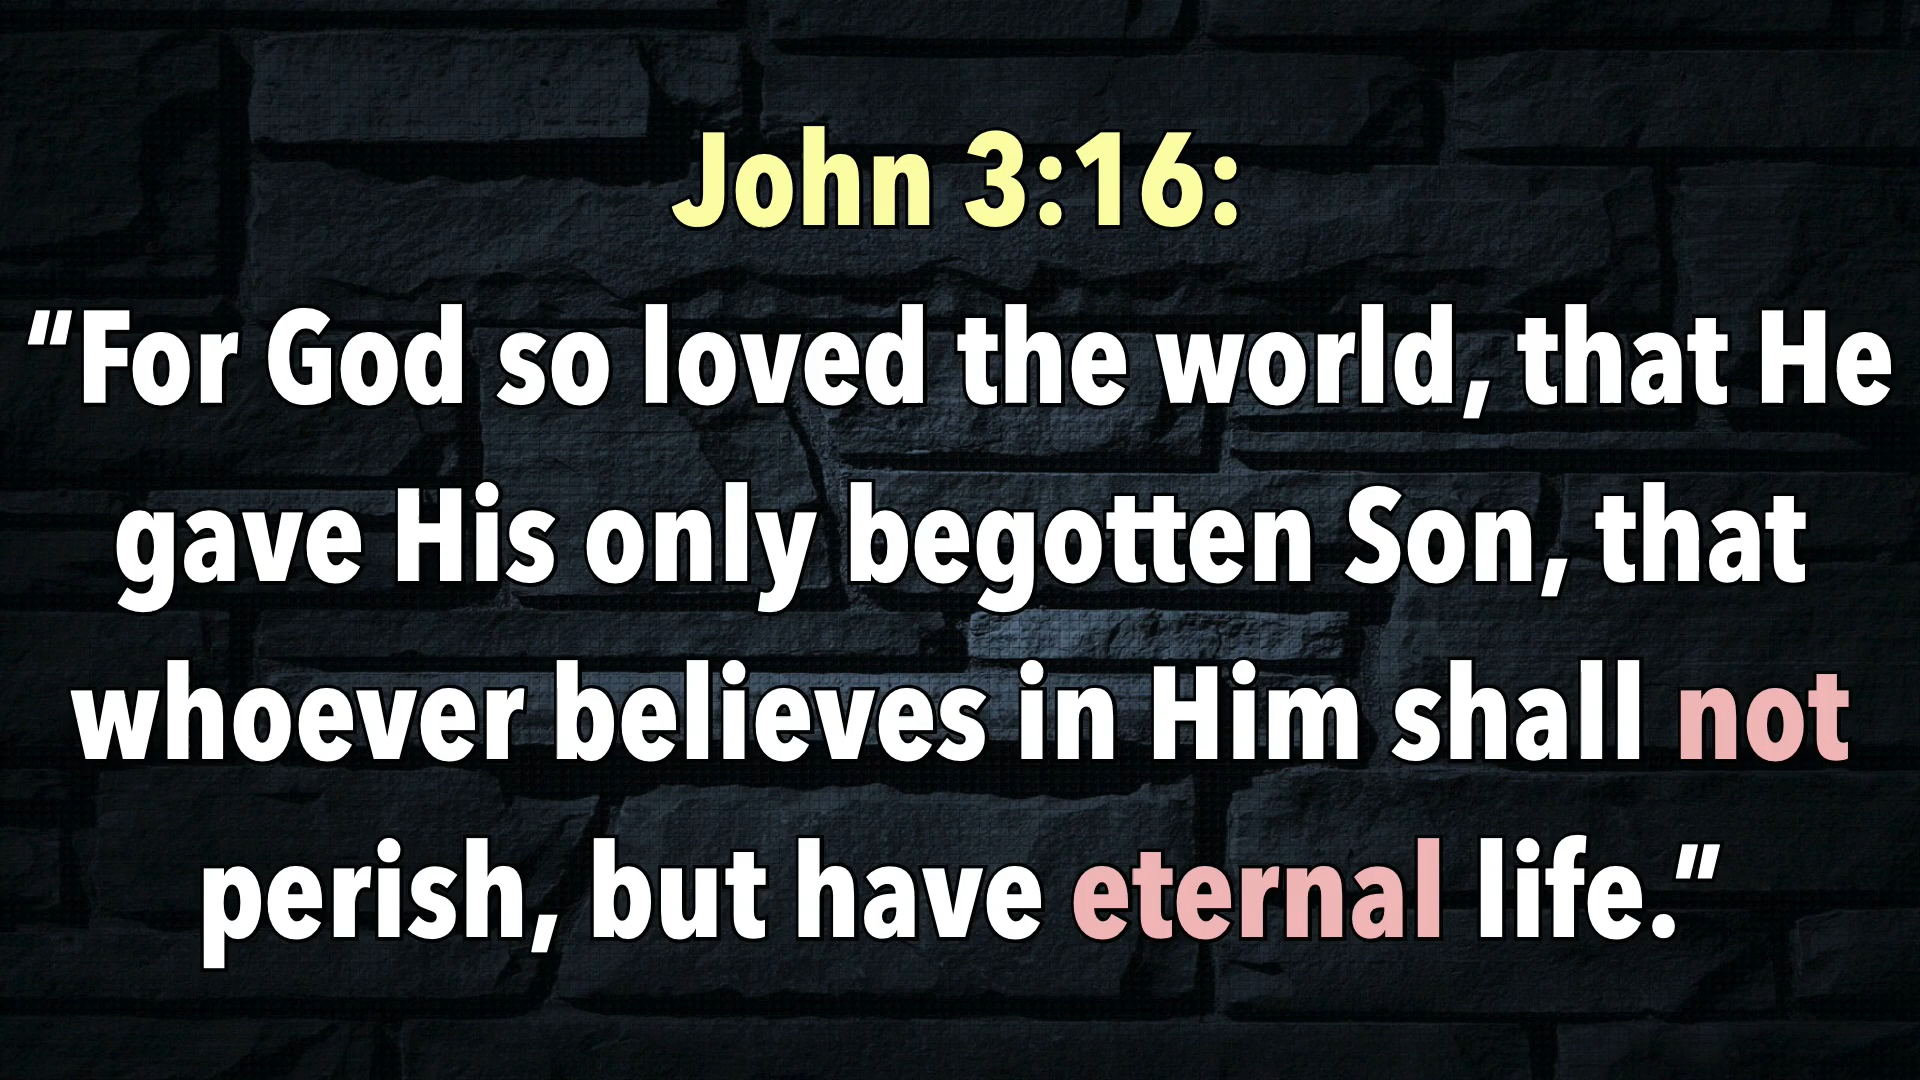 John 3:16:
“For God so loved the world, that He
gave His only begotten Son, that
whoever believes in Him shall not
perish, but have eternal life.”